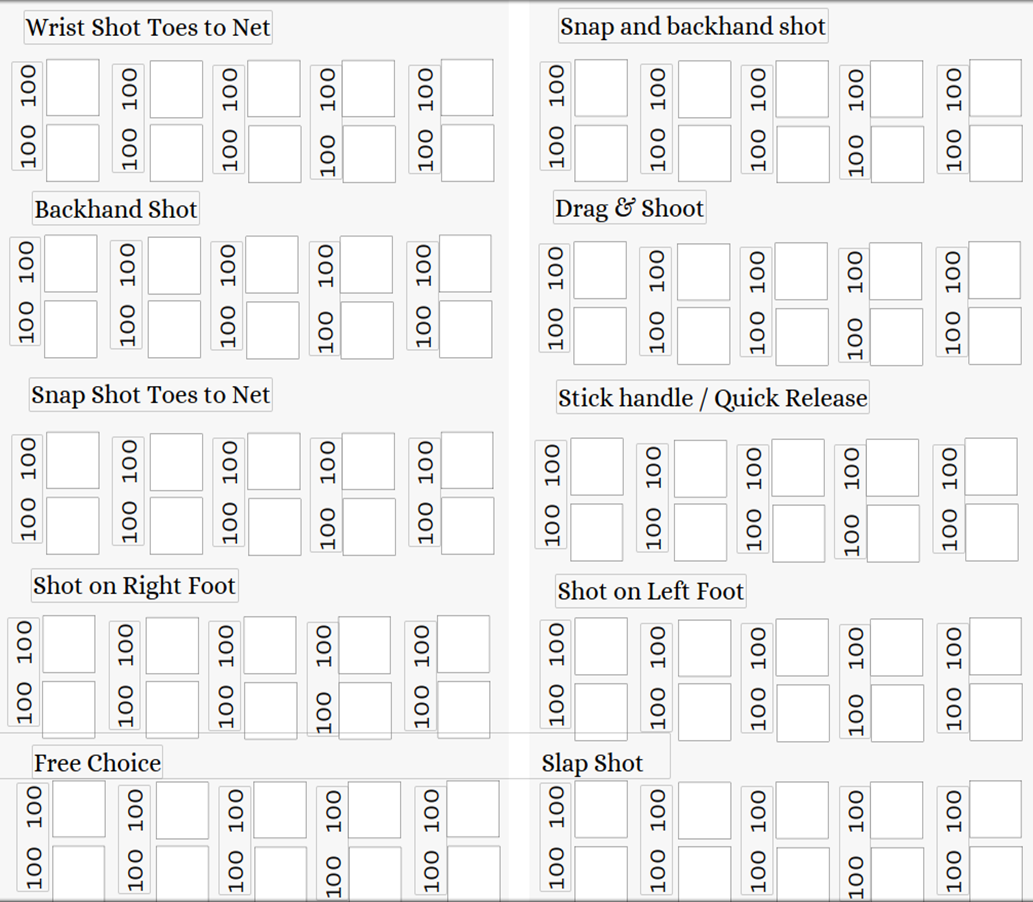 Wrist Shot Toes to Net
100 100 100 100 100
100 100 100 100 100
Backhand Shot
100 100 100 100 100
100 100 100 100 100
Snap Shot Toes to Net
100 100 100 100 100
100 100 100 100 100
Shot on Right Foot
100 100 100 100 100
100 100 100 100 100
Free Choice
100 100 100 100 100
100 100 100 100 100
Snap and backhand shot
100 100 100 100 100
100 100 100 100 100
Drag & Shoot
100 100 100 100 100
100 100 100 100 100
Stick handle / Quick Release
100 100 100 100 100
100 100 100 100 100
Shot on Left Foot
100 100 100 100 100
100 100 100 100 100
Slap Shot
100 100 100 100 100
100 100 100 100 100